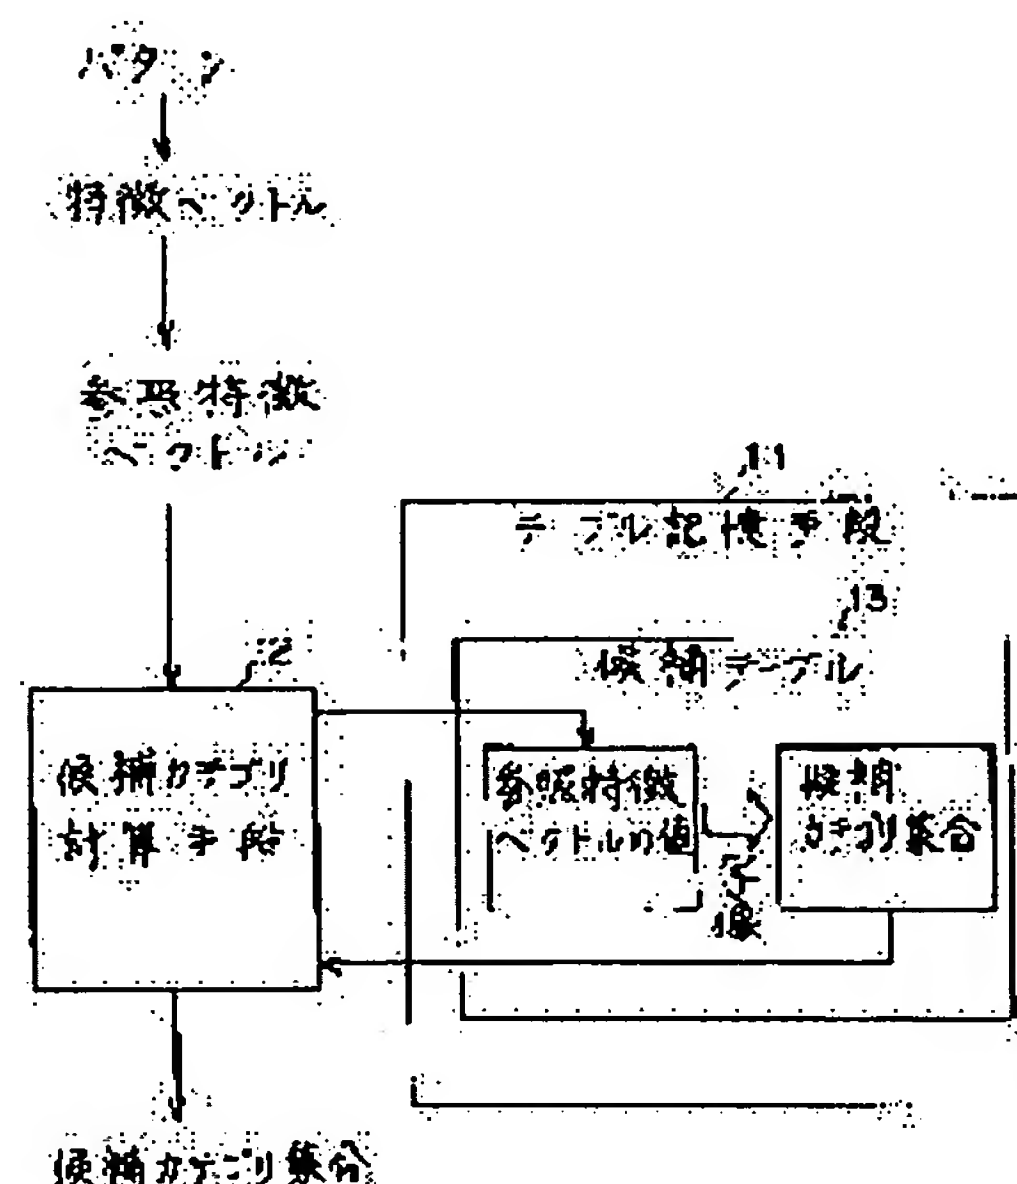 パターン
特徴ベクトル
参照特徴
ベクトル
11
テーブル記憶手段
13
候補テーブル
12
候補カテゴリ
計算手段
参照特徴
ベクトルの値
候補
カテゴリ集合
写
像
候補カテゴリ集合